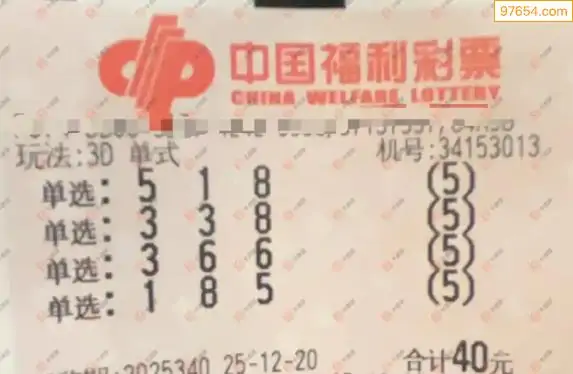 97654.com
中国福利彩票
CHINA WELFARE LOTTERY
玩法:3D 单式 机号:34153013
单选: 5 1 8 (5)
单选: 3 3 8 (5)
单选: 3 6 6 (5)
单选: 1 8 5 (5)
2025340 25-12-20 合计40元